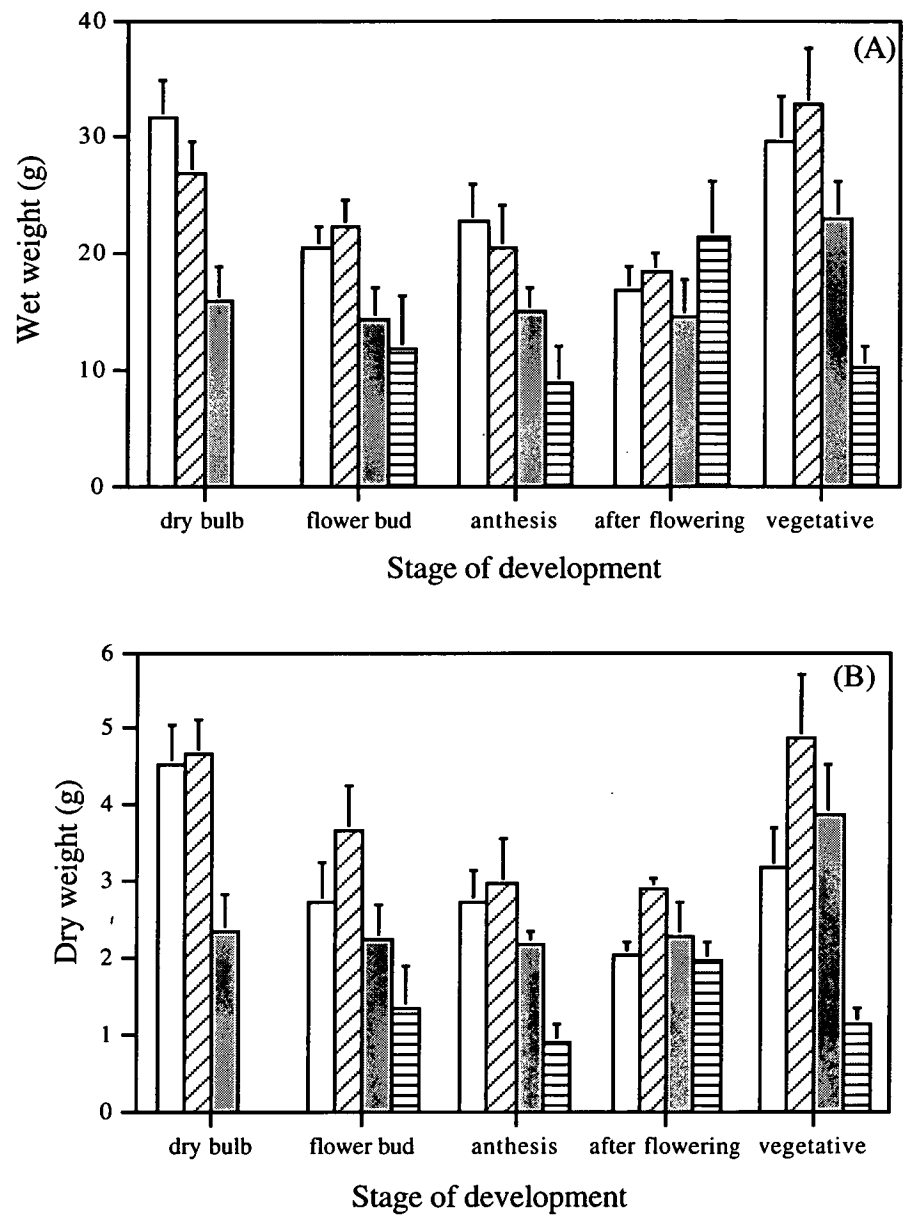 40
(A)
30
20
10
0
Wet weight (g)
dry bulb flower bud anthesis after flowering vegetative
Stage of development
6
(B)
5
4
3
2
1
0
Dry weight (g)
dry bulb flower bud anthesis after flowering vegetative
Stage of development